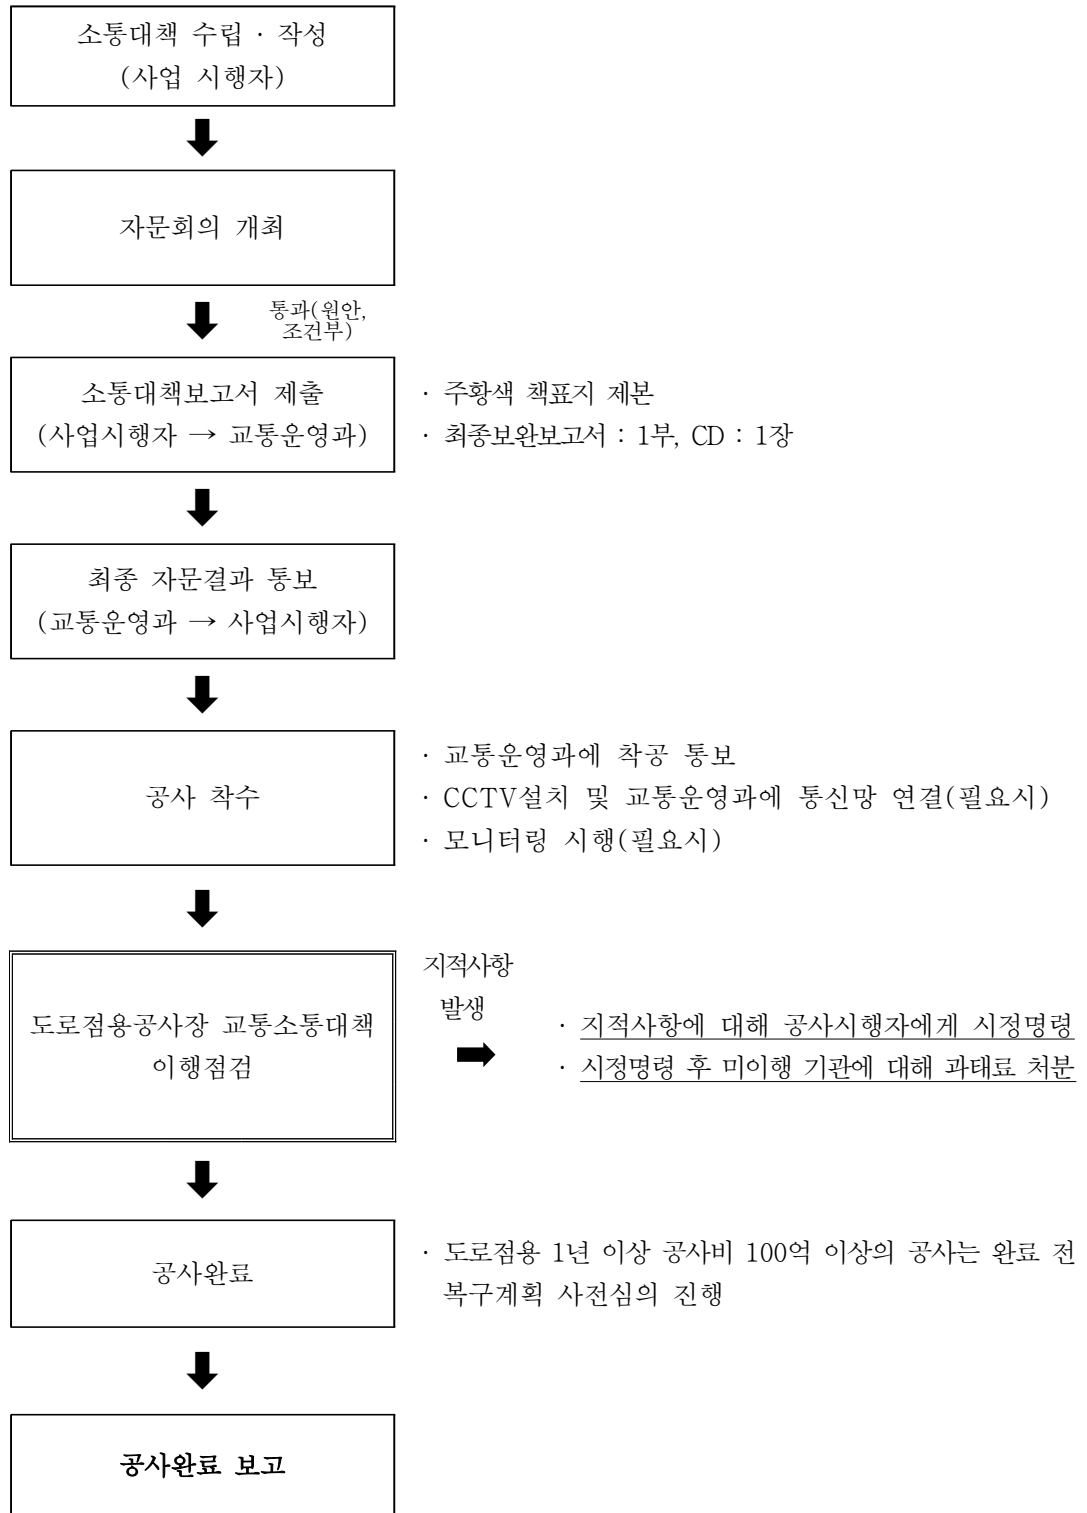 소통대책 수립 · 작성
(사업 시행자)
자문회의 개최
통과(원안,
조건부)
소통대책보고서 제출
(사업시행자 → 교통운영과)
· 주황색 책표지 제본
· 최종보완보고서 : 1부, CD : 1장
최종 자문결과 통보
(교통운영과 → 사업시행자)
공사 착수
· 교통운영과에 착공 통보
· CCTV설치 및 교통운영과에 통신망 연결(필요시)
· 모니터링 시행(필요시)
도로점용공사장 교통소통대책
이행점검
지적사항
발생
· 지적사항에 대해 공사시행자에게 시정명령
· 시정명령 후 미이행 기관에 대해 과태료 처분
공사완료
· 도로점용 1년 이상 공사비 100억 이상의 공사는 완료 전
복구계획 사전심의 진행
공사완료 보고